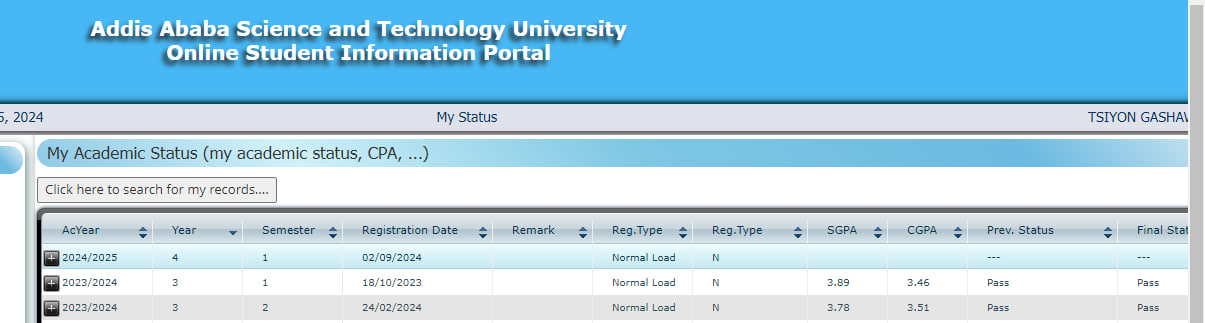 Addis Ababa Science and Technology University
Online Student Information Portal
, 2024 My Status TSIYON
My Academic Status (my academic status, CPA, ...)
Click here to search for my records....
AcYear Year Semester Registration Date Remark Reg.Type Reg.Type SGPA CGPA Prev. Status Final
2024/2025 4 1 02/09/2024 Normal Load N --- ---
2023/2024 3 1 18/10/2023 Normal Load N 3.89 3.46 Pass Pass
2023/2024 3 2 24/02/2024 Normal Load N 3.78 3.51 Pass Pass